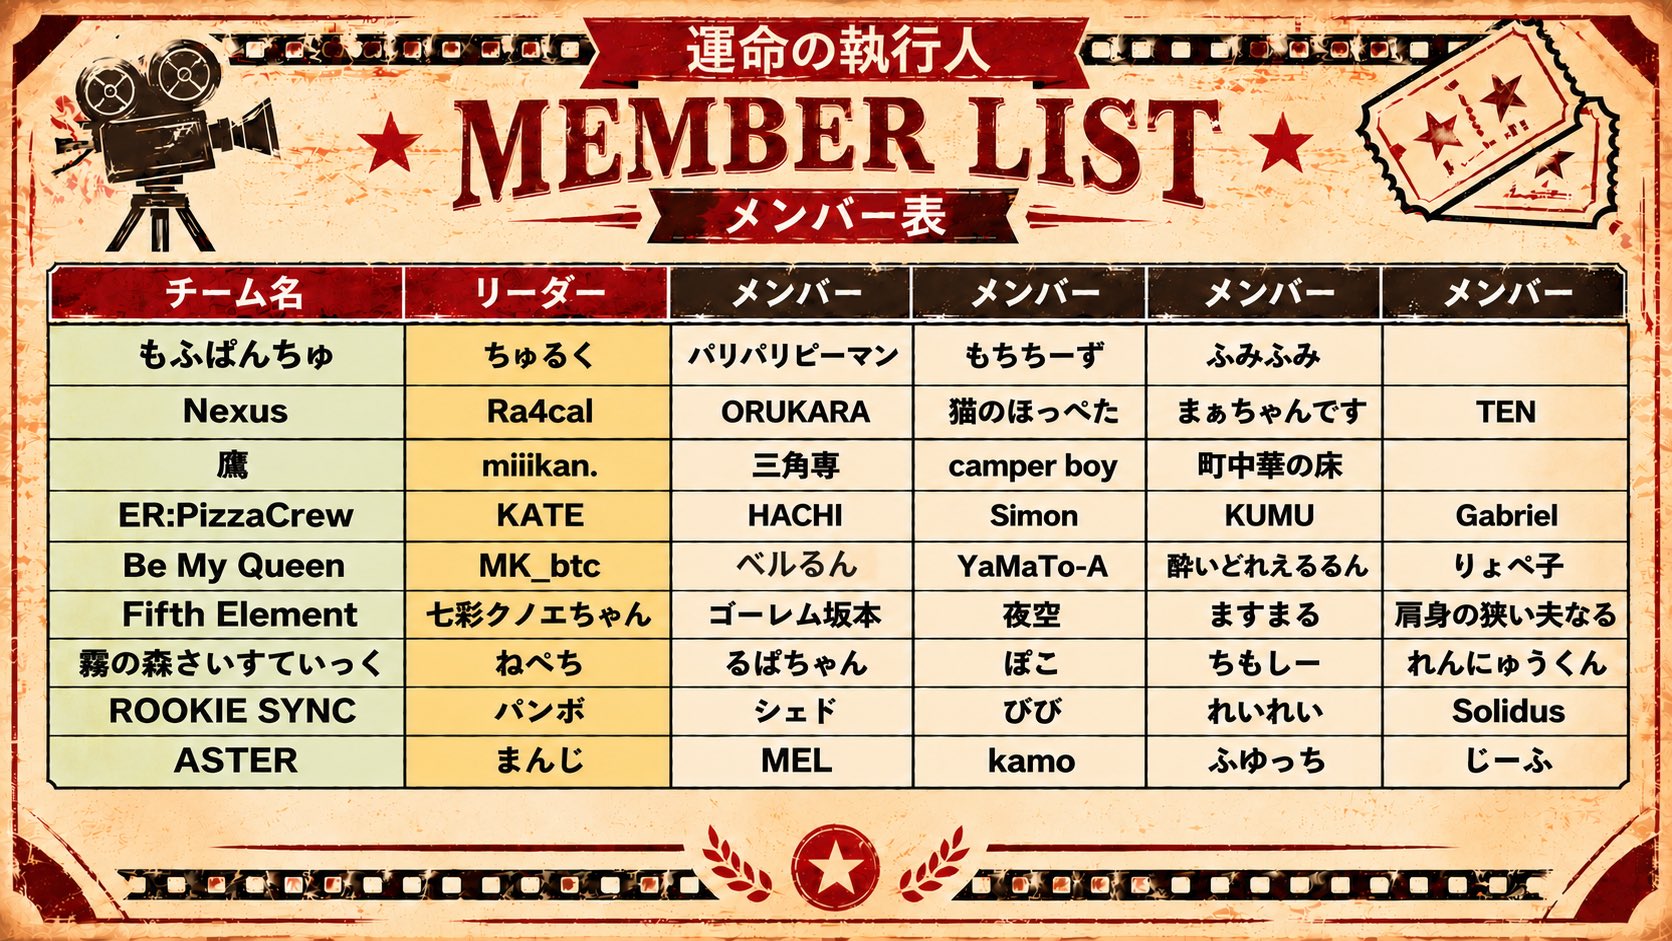 運命の執行人
MEMBER LIST
メンバー表
チーム名 リーダー メンバー メンバー メンバー メンバー
もふぱんちゅ ちゅるく パリパリピーマン もちちーず ふみふみ
Nexus Ra4cal ORUKARA 猫のほっぺた まぁちゃんです TEN
鷹 miiikan. 三角専 camper boy 町中華の床
ER:PizzaCrew KATE HACHI Simon KUMU Gabriel
Be My Queen MK_btc ベルるん YaMaTo-A 酔いどれえるるん りょぺ子
Fifth Element 七彩クノエちゃん ゴーレム坂本 夜空 ますまる 肩身の狭い夫なる
霧の森さいすてぃっく ねぺち るぱちゃん ぽこ ちもしー れんにゅうくん
ROOKIE SYNC パンボ シェド びび れいれい Solidus
ASTER まんじ MEL kamo ふゆっち じーふ